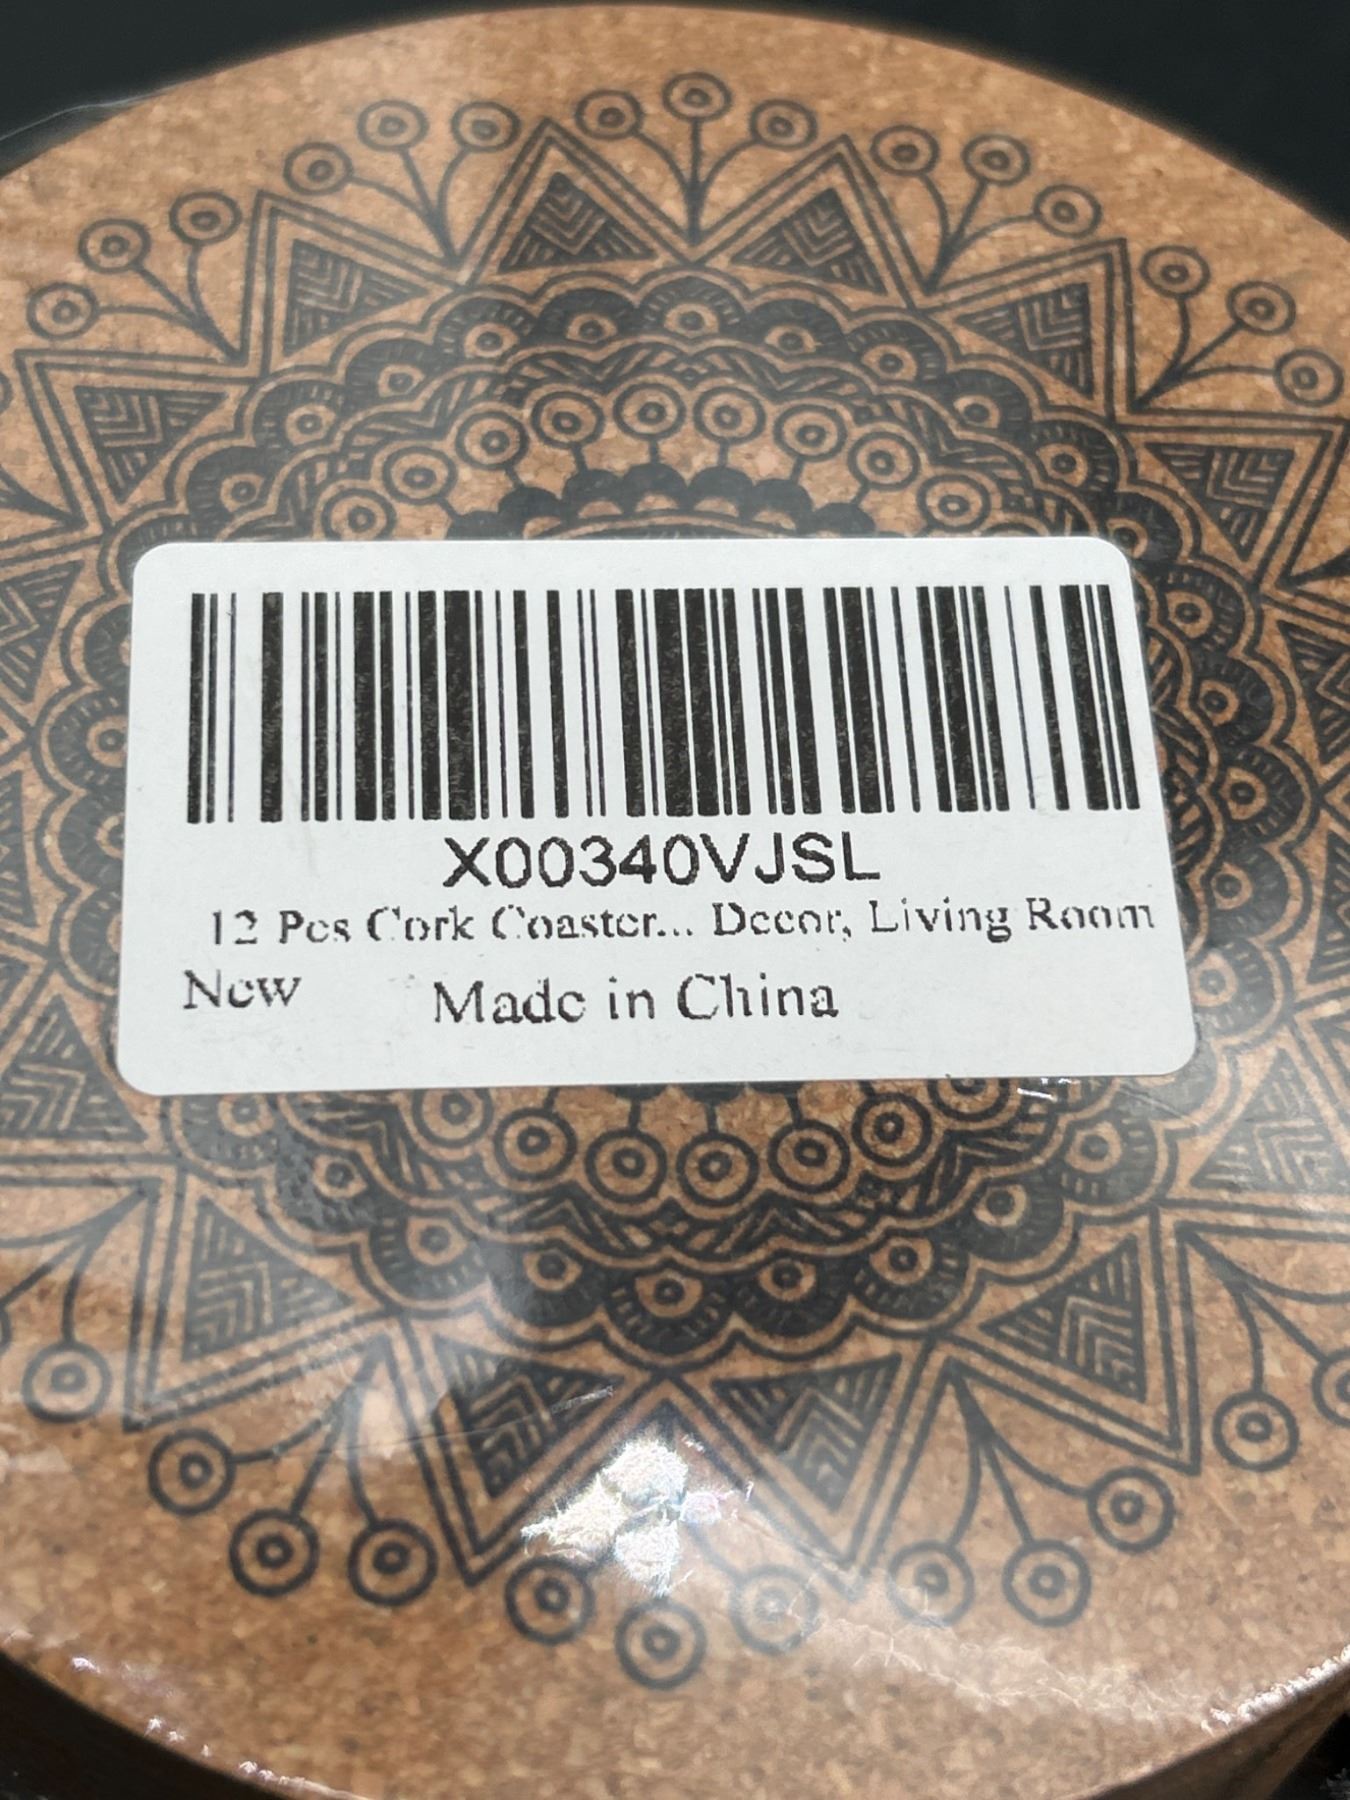 X00340VJSL
12 Pcs Cork Coaster... Decor, Living Room
New Made in China